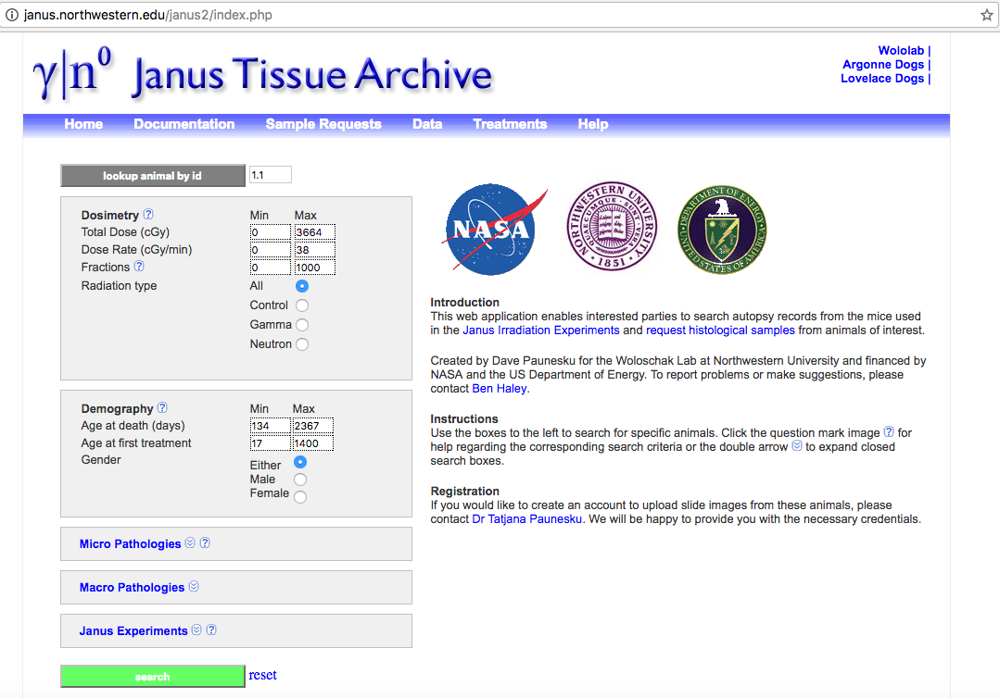 janus.northwestern.edu/janus2/index.php
γ|n⁰ Janus Tissue Archive
Wololab |
Argonne Dogs |
Lovelace Dogs |
Home Documentation Sample Requests Data Treatments Help
lookup animal by id 1.1
Dosimetry ? Min Max
Total Dose (cGy) 0 3664
Dose Rate (cGy/min) 0 38
Fractions ? 0 1000
Radiation type All
Control
Gamma
Neutron
Demography ? Min Max
Age at death (days) 134 2367
Age at first treatment 17 1400
Gender Either
Male
Female
Micro Pathologies ?
Macro Pathologies
Janus Experiments ?
search reset
NASA
NORTHWESTERN UNIVERSITY
QUAECUMQUE SUNT VERA
1851
DEPARTMENT OF ENERGY
UNITED STATES OF AMERICA
Introduction
This web application enables interested parties to search autopsy records from the mice used
in the Janus Irradiation Experiments and request histological samples from animals of interest.
Created by Dave Paunesku for the Woloschak Lab at Northwestern University and financed by
NASA and the US Department of Energy. To report problems or make suggestions, please
contact Ben Haley.
Instructions
Use the boxes to the left to search for specific animals. Click the question mark image ? for
help regarding the corresponding search criteria or the double arrow to expand closed
search boxes.
Registration
If you would like to create an account to upload slide images from these animals, please
contact Dr Tatjana Paunesku. We will be happy to provide you with the necessary credentials.